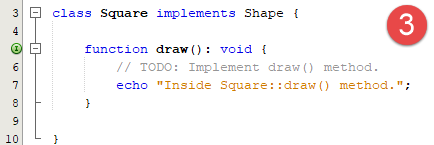 3 class Square implements Shape {
4
function draw(): void {
6 // TODO: Implement draw() method.
7 echo "Inside Square::draw() method.";
8 }
9
10 }
3